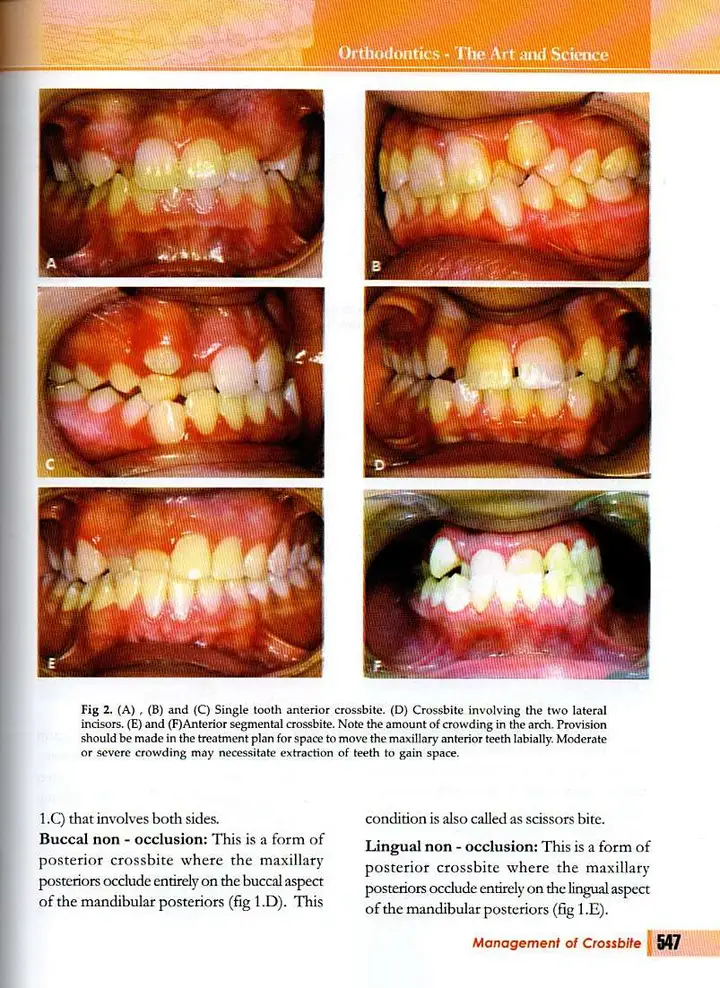 Orthodontics - The Art and Science
A
B
C
D
E
F
Fig 2. (A) , (B) and (C) Single tooth anterior crossbite. (D) Crossbite involving the two lateral
incisors. (E) and (F)Anterior segmental crossbite. Note the amount of crowding in the arch. Provision
should be made in the treatment plan for space to move the maxillary anterior teeth labially. Moderate
or severe crowding may necessitate extraction of teeth to gain space.
1.C) that involves both sides.
Buccal non - occlusion: This is a form of
posterior crossbite where the maxillary
posteriors occlude entirely on the buccal aspect
of the mandibular posteriors (fig 1.D). This
condition is also called as scissors bite.
Lingual non - occlusion: This is a form of
posterior crossbite where the maxillary
posteriors occlude entirely on the lingual aspect
of the mandibular posteriors (fig 1.E).
Management of Crossbite 547